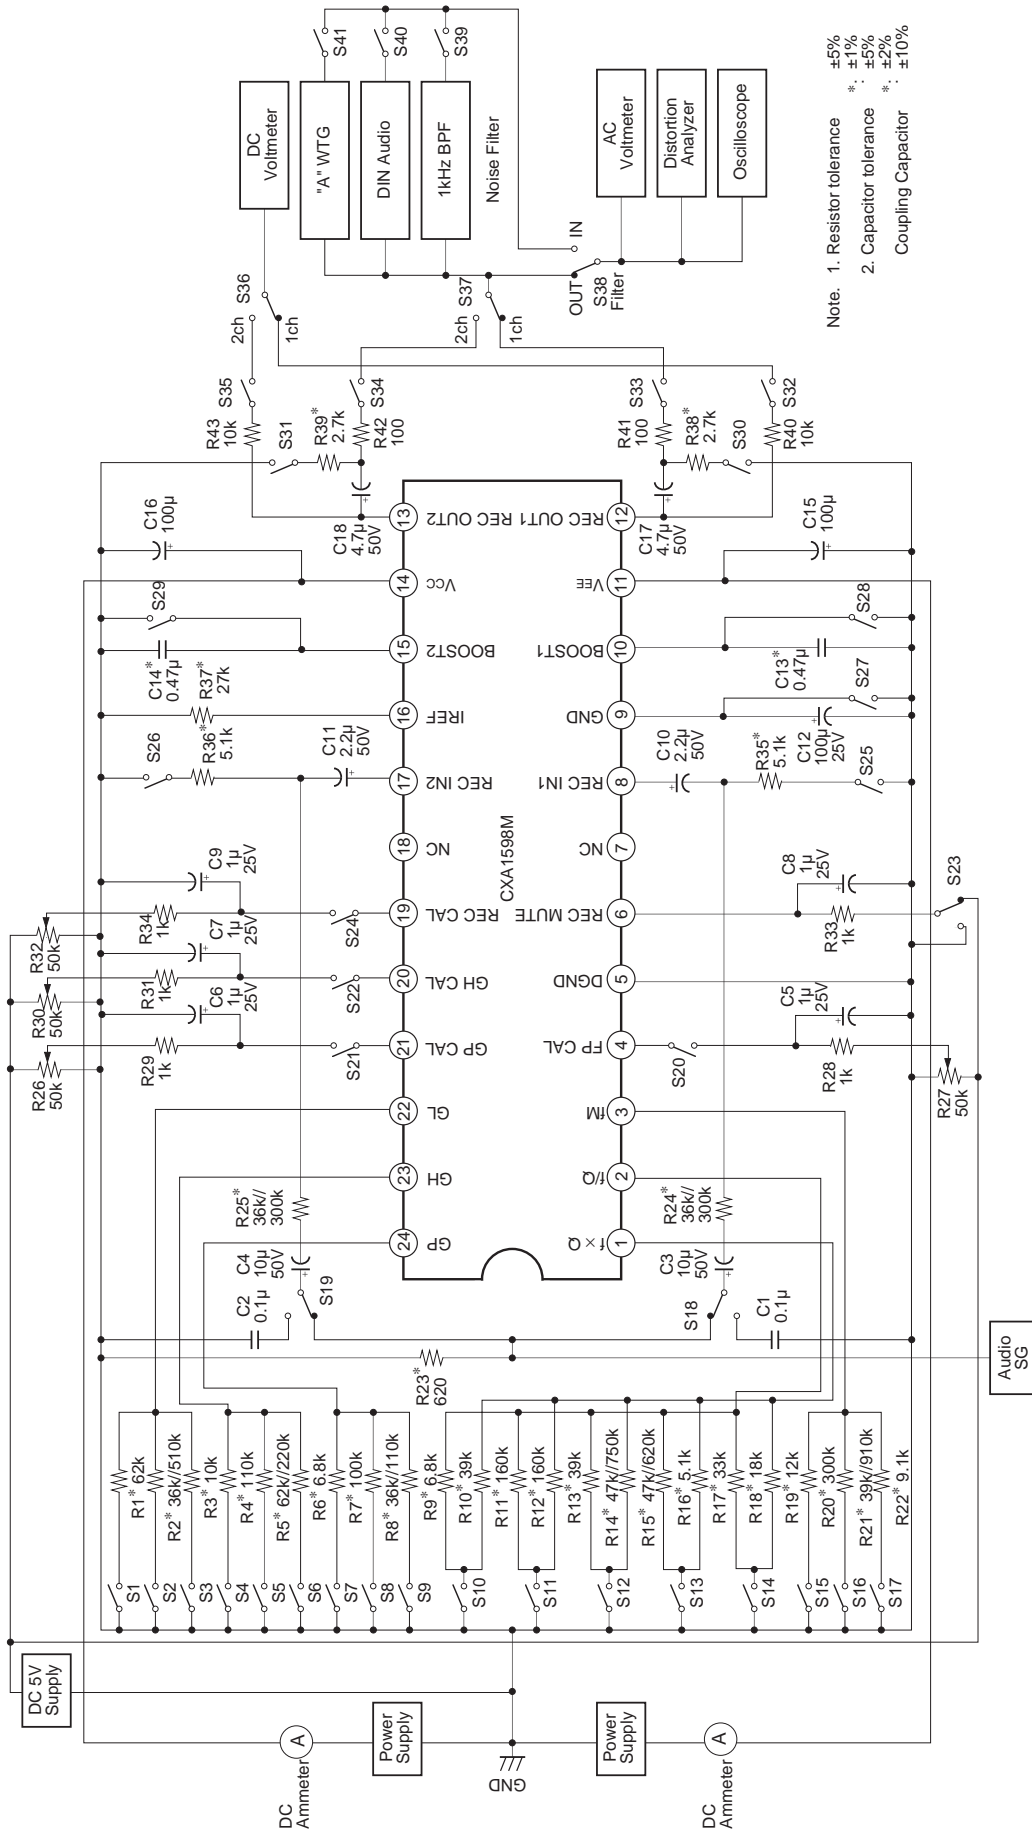 DC 5V
Supply
DC
Ammeter
A
Power
Supply
GND
Power
Supply
DC
Ammeter
A
S1
S2
S3
S4
S5
S6
S7
S8
S9
S10
S11
S12
S13
S14
S15
S16
S17
R1* 62k
R2* 36k//510k
R3* 10k
R4* 110k
R5* 62k//220k
R6* 6.8k
R7* 100k
R8* 36k//110k
R9* 6.8k
R10* 39k
R11* 160k
R12* 160k
R13* 39k
R14* 47k//750k
R15* 47k//620k
R16* 5.1k
R17* 33k
R18* 18k
R19* 12k
R20* 300k
R21* 39k//910k
R22* 9.1k
R23*
620
Audio
SG
C2
0.1µ
S19
C4
10µ
50V
R25*
36k//
300k
S18
C1
0.1µ
C3
10µ
50V
R24*
36k//
300k
R26
50k
R29
1k
C6
1µ
25V
S21
R30
50k
R31
1k
C7
1µ
25V
S22
R32
50k
R34
1k
C9
1µ
25V
S24
S26
R36*
5.1k
C11
2.2µ
50V
R37*
27k
C14*
0.47µ
S29
C16
100µ
24
23
22
21
20
19
18
17
16
15
14
13
GP
GH
GL
GP CAL
GH CAL
REC CAL
NC
REC IN2
IREF
BOOST2
VCC
REC OUT2
CXA1598M
f × Q
f/Q
fM
FP CAL
DGND
REC MUTE
NC
REC IN1
GND
BOOST1
VEE
REC OUT1
1
2
3
4
5
6
7
8
9
10
11
12
S20
R28
1k
C5
1µ
25V
R27
50k
R33
1k
C8
1µ
25V
S23
C10
2.2µ
50V
R35*
5.1k
S25
C12
100µ
25V
S27
C13*
0.47µ
S28
C15
100µ
C18
4.7µ
50V
R43
10k
S31
R39*
2.7k
R42
100
S35
S34
C17
4.7µ
50V
R41
100
R38*
2.7k
S30
R40
10k
S33
S32
2ch
S36
1ch
2ch
S37
1ch
DC
Voltmeter
"A" WTG
DIN Audio
1kHz BPF
Noise Filter
S41
S40
S39
OUT
IN
S38
Filter
AC
Voltmeter
Distortion
Analyzer
Oscilloscope
Note. 1. Resistor tolerance ±5%
*: ±1%
2. Capacitor tolerance ±5%
*: ±2%
Coupling Capacitor ±10%